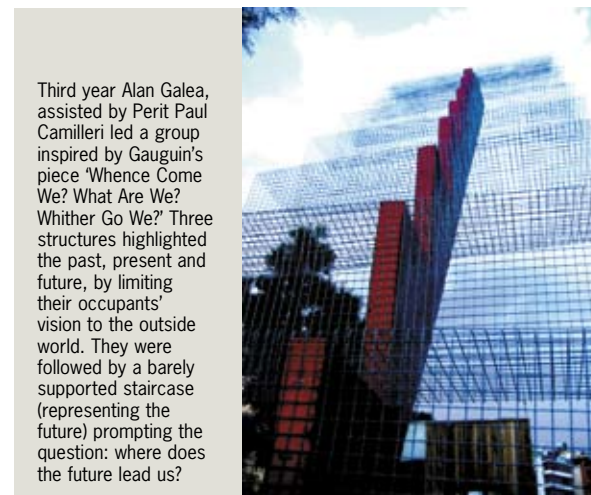 Third year Alan Galea,
assisted by Perit Paul
Camilleri led a group
inspired by Gauguin's
piece ‘Whence Come
We? What Are We?
Whither Go We?’ Three
structures highlighted
the past, present and
future, by limiting
their occupants’
vision to the outside
world. They were
followed by a barely
supported staircase
(representing the
future) prompting the
question: where does
the future lead us?